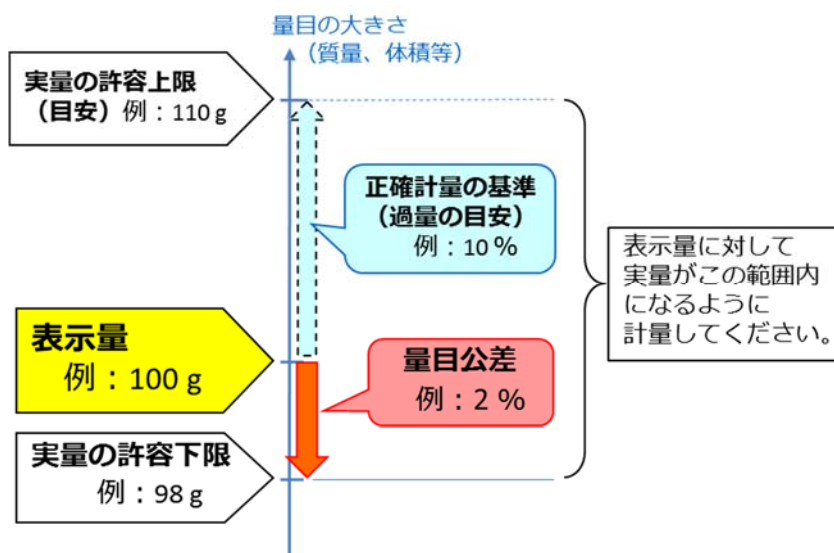 量目の大きさ
（質量、体積等）
実量の許容上限
（目安）例：110 g
正確計量の基準
（過量の目安）
例：10 %
表示量に対して
実量がこの範囲内
になるように
計量してください。
表示量
例：100 g
量目公差
例：2 %
実量の許容下限
例：98 g